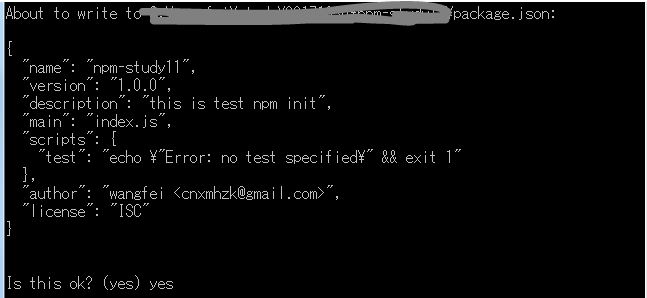 About to write to package.json:
{
"name": "npm-study11",
"version": "1.0.0",
"description": "this is test npm init",
"main": "index.js",
"scripts": {
"test": "echo ¥"Error: no test specified¥" && exit 1"
},
"author": "wangfei <cnxmhzk@gmail.com>",
"license": "ISC"
}
Is this ok? (yes) yes